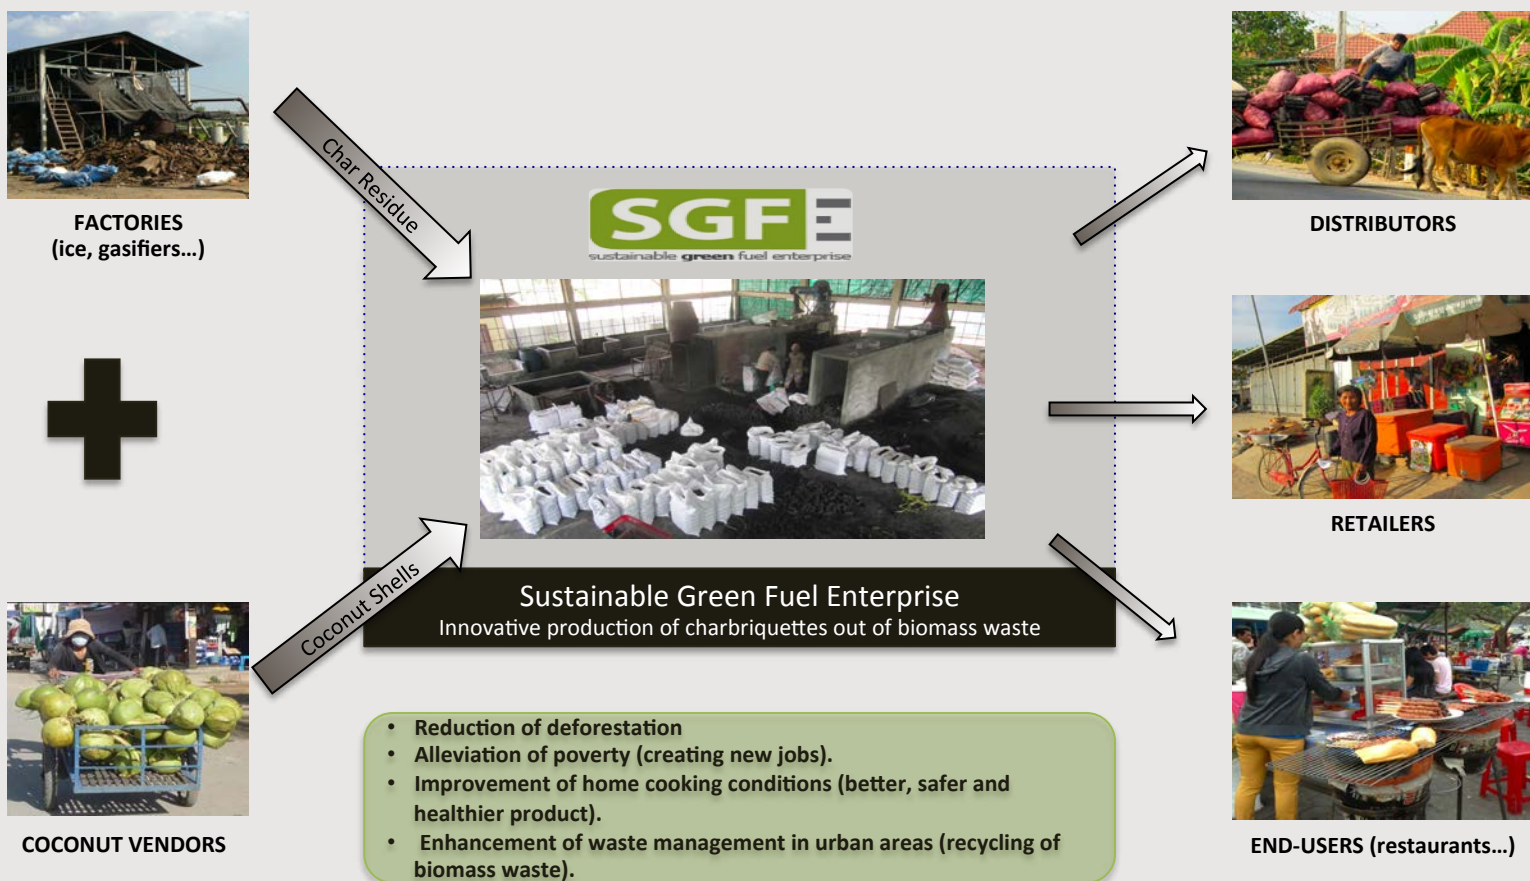 FACTORIES
(ice, gasifiers...)
Char Residue
SGFE
sustainable green fuel enterprise
DISTRIBUTORS
RETAILERS
Coconut Shells
Sustainable Green Fuel Enterprise
Innovative production of charbriquettes out of biomass waste
COCONUT VENDORS
• Reduction of deforestation
• Alleviation of poverty (creating new jobs).
• Improvement of home cooking conditions (better, safer and
healthier product).
• Enhancement of waste management in urban areas (recycling of
biomass waste).
END-USERS (restaurants...)